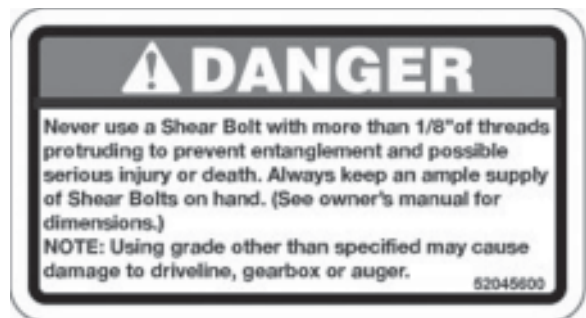 DANGER
Never use a Shear Bolt with more than 1/8"of threads
protruding to prevent entanglement and possible
serious injury or death. Always keep an ample supply
of Shear Bolts on hand. (See owner's manual for
dimensions.)
NOTE: Using grade other than specified may cause
damage to driveline, gearbox or auger.
52045600